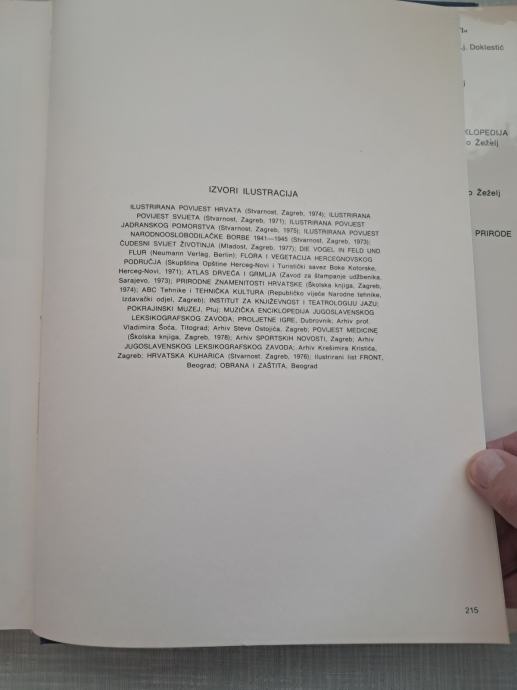 IZVORI ILUSTRACIJA
ILUSTRIRANA POVIJEST HRVATA (Stvarnost, Zagreb, 1974); ILUSTRIRANA
POVIJEST SVIJETA (Stvarnost, Zagreb, 1971); ILUSTRIRANA POVIJEST
JADRANSKOG POMORSTVA (Stvarnost, Zagreb, 1975); ILUSTRIRANA POVIJEST
NARODNOOSLOBODILAČKE BORBE 1941—1945 (Stvarnost, Zagreb, 1973);
ČUDESNI SVIJET ŽIVOTINJA (Mladost, Zagreb, 1977); DIE VOGEL IN FELD UND
FLUR (Neumann Verlag, Berlin); FLORA I VEGETACIJA HERCEGNOVSKOG
PODRUČJA (Skupština Opštine Herceg-Novi i Turistički savez Boke Kotorske,
Herceg-Novi, 1971); ATLAS DRVEĆA I GRMLJA (Zavod za štampanje udžbenika,
Sarajevo, 1973); PRIRODNE ZNAMENITOSTI HRVATSKE (Školska knjiga, Zagreb,
1974); ABC Tehnike i TEHNIČKA KULTURA (Republičko vijeće Narodne tehnike,
Izdavački odjel, Zagreb); INSTITUT ZA KNJIŽEVNOST I TEATROLOGIJU JAZU;
POKRAJINSKI MUZEJ, Ptuj; MUZIČKA ENCIKLOPEDIJA JUGOSLAVENSKOG
LEKSIKOGRAFSKOG ZAVODA; PROLJETNE IGRE, Dubrovnik; Arhiv prof.
Vladimira Šoća, Titograd; Arhiv Steve Ostojića, Zagreb; POVIJEST MEDICINE
(Školska knjiga, Zagreb, 1978); Arhiv SPORTSKIH NOVOSTI, Zagreb; Arhiv
JUGOSLAVENSKOG LEKSIKOGRAFSKOG ZAVODA; Arhiv Krešimira Kristića,
Zagreb; HRVATSKA KUHARICA (Stvarnost, Zagreb, 1976); Ilustrirani list FRONT,
Beograd; OBRANA I ZAŠTITA, Beograd
215
j. Doklestić
KLOPEDIJA
o Žeželj
o Žeželj
PRIRODE